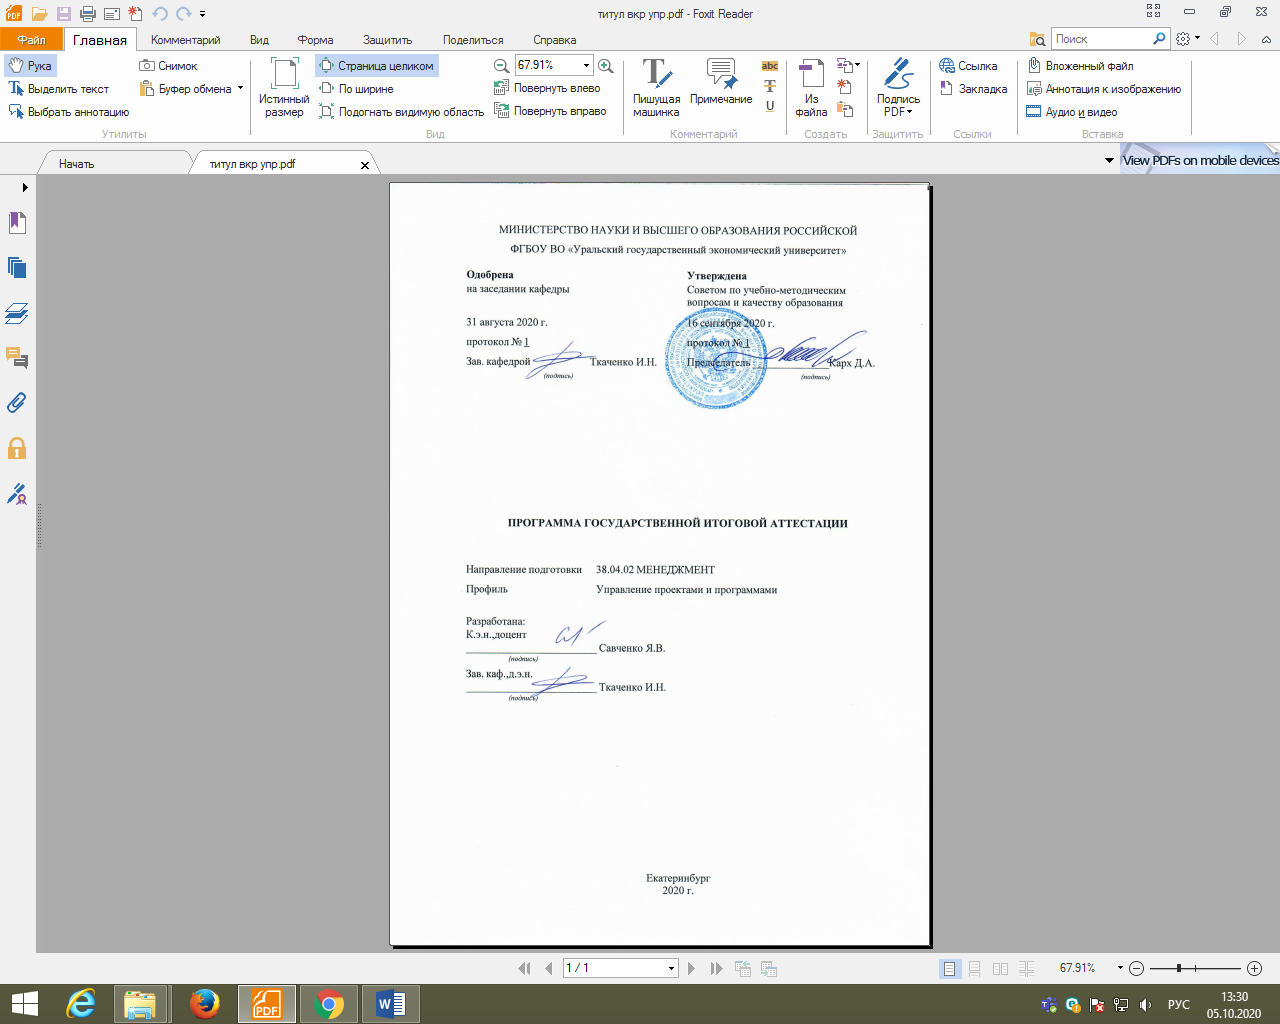 титул вкр упр.pdf - Foxit Reader
Файл Главная Комментарий Вид Форма Защитить Поделиться Справка Поиск
Рука Снимок Страница целиком 67.91% Ссылка Вложенный файл
Выделить текст Буфер обмена По ширине Повернуть влево Закладка Аннотация к изображению
Выбрать аннотацию Истинный размер Подогнать видимую область Повернуть вправо Пишущая машинка Примечание abc T U Из файла Подпись PDF Аудио и видео
Утилиты Вид Комментарий Создать Защитить Ссылки Вставка
Начать титул вкр упр.pdf View PDFs on mobile devices
МИНИСТЕРСТВО НАУКИ И ВЫСШЕГО ОБРАЗОВАНИЯ РОССИЙСКОЙ
ФГБОУ ВО «Уральский государственный экономический университет»
Одобрена
на заседании кафедры
31 августа 2020 г.
протокол № 1
Зав. кафедрой Ткаченко И.Н.
(подпись)
Утверждена
Советом по учебно-методическим
вопросам и качеству образования
16 сентября 2020 г.
протокол № 1
Председатель Карх Д.А.
(подпись)
ПРОГРАММА ГОСУДАРСТВЕННОЙ ИТОГОВОЙ АТТЕСТАЦИИ
Направление подготовки 38.04.02 МЕНЕДЖМЕНТ
Профиль Управление проектами и программами
Разработана:
К.э.н.,доцент
Савченко Я.В.
(подпись)
Зав. каф.,д.э.н.
Ткаченко И.Н.
(подпись)
Екатеринбург
2020 г.
1 / 1 67.91%
РУС 13:30
05.10.2020